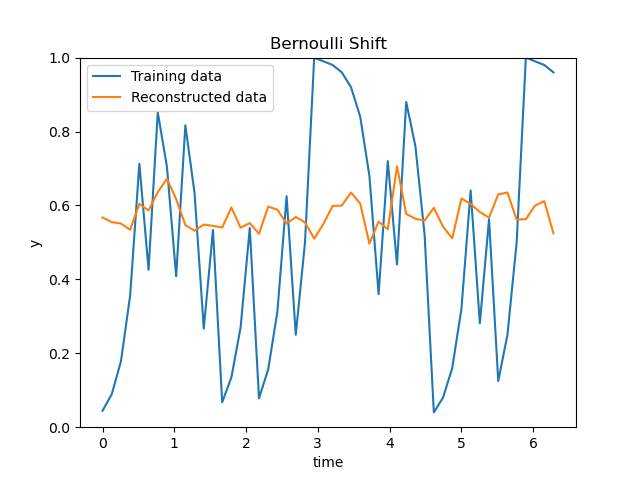 Bernoulli Shift
Training data
Reconstructed data
1.0
0.8
0.6
0.4
0.2
0.0
y
0 1 2 3 4 5 6
time